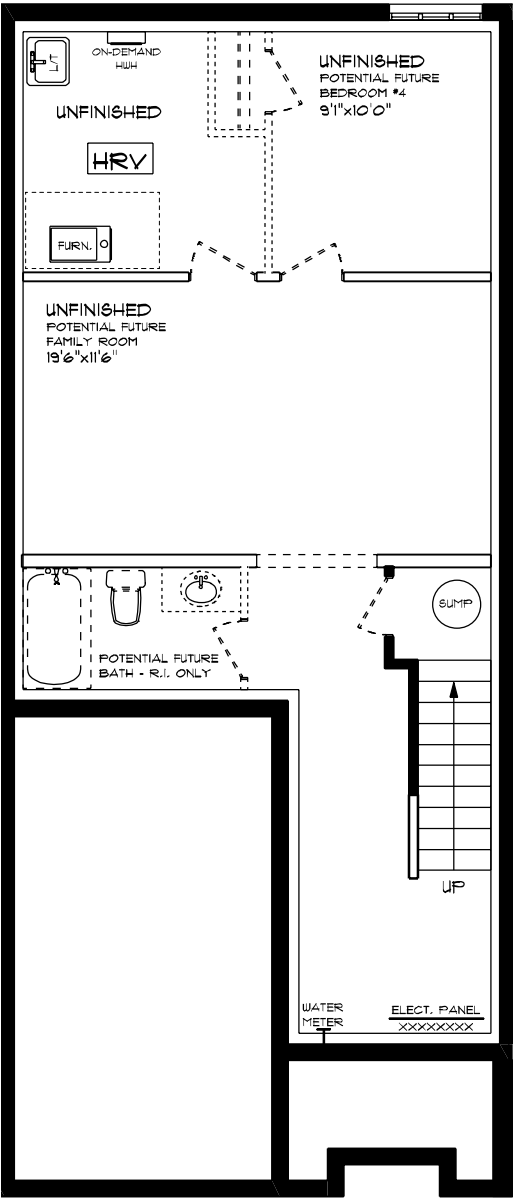 L/T
ON-DEMAND
HWH
UNFINISHED
POTENTIAL FUTURE
BEDROOM #4
9'1"x10'0"
UNFINISHED
HRV
FURN.
UNFINISHED
POTENTIAL FUTURE
FAMILY ROOM
19'6"x11'6"
SUMP
POTENTIAL FUTURE
BATH - R.I. ONLY
UP
WATER
METER
ELECT. PANEL
XXXXXXXX